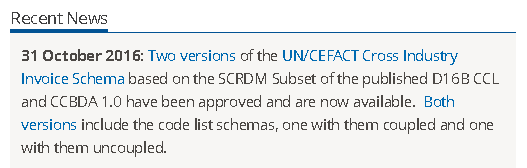 Recent News
31 October 2016: Two versions of the UN/CEFACT Cross Industry
Invoice Schema based on the SCRDM Subset of the published D16B CCL
and CCBDA 1.0 have been approved and are now available.  Both
versions include the code list schemas, one with them coupled and one
with them uncoupled.